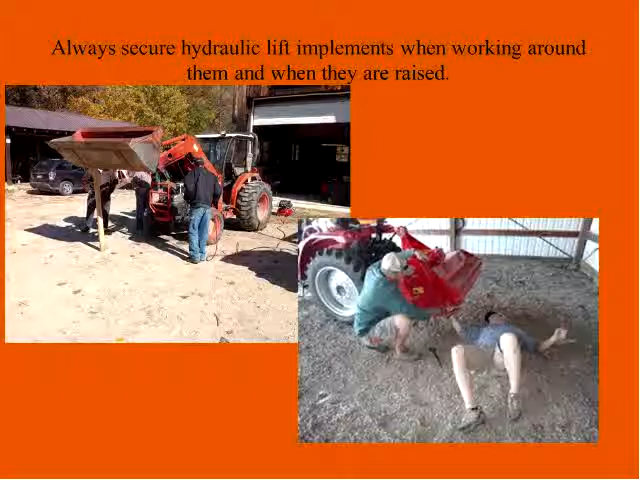 Always secure hydraulic lift implements when working around
them and when they are raised.